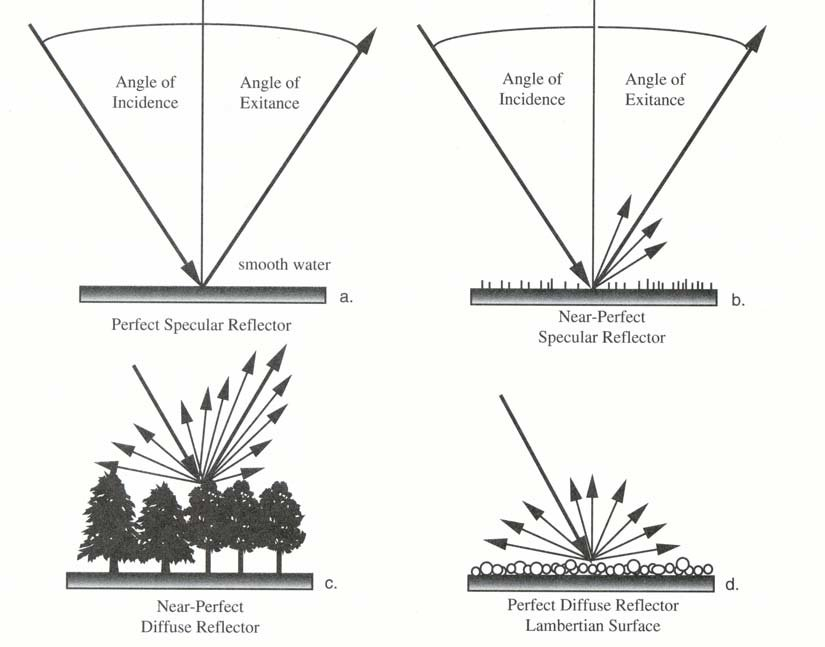 Angle of
Incidence
Angle of
Exitance
smooth water
a.
Perfect Specular Reflector
Angle of
Incidence
Angle of
Exitance
b.
Near-Perfect
Specular Reflector
c.
Near-Perfect
Diffuse Reflector
d.
Perfect Diffuse Reflector
Lambertian Surface